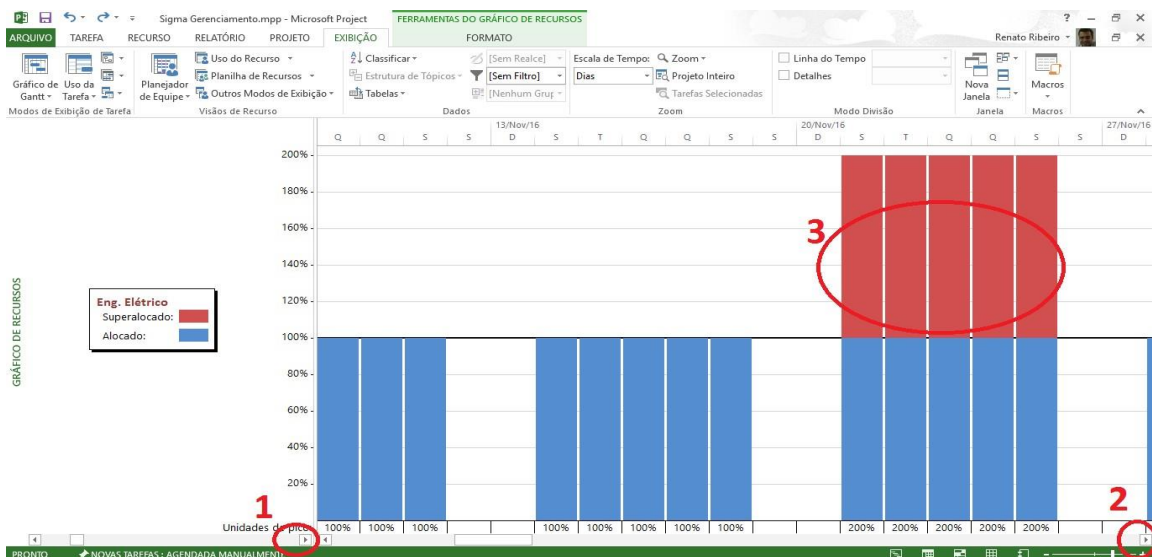 Sigma Gerenciamento.mpp - Microsoft Project
FERRAMENTAS DO GRÁFICO DE RECURSOS
?
ARQUIVO TAREFA RECURSO RELATÓRIO PROJETO EXIBIÇÃO FORMATO
Renato Ribeiro
Gráfico de Gantt
Uso da Tarefa
Modos de Exibição de Tarefa
Planejador de Equipe
Uso do Recurso
Planilha de Recursos
Outros Modos de Exibição
Visões de Recurso
Classificar
Estrutura de Tópicos
Tabelas
[Sem Realce]
[Sem Filtro]
[Nenhum Grup
Dados
Escala de Tempo:
Dias
Zoom
Projeto Inteiro
Tarefas Selecionadas
Zoom
Linha do Tempo
Detalhes
Modo Divisão
Nova Janela
Janela
Macros
Macros
13/Nov/16 20/Nov/16 27/Nov/16
Q Q S S D S T Q Q S S D S T Q Q S S D
200%
180%
160%
140%
120%
100%
80%
60%
40%
20%
GRÁFICO DE RECURSOS
Eng. Elétrico
Superalocado:
Alocado:
3
1
2
Unidades de pico: 100% 100% 100% 100% 100% 100% 100% 100% 200% 200% 200% 200% 200%
PRONTO NOVAS TAREFAS : AGENDADA MANUALMENTE